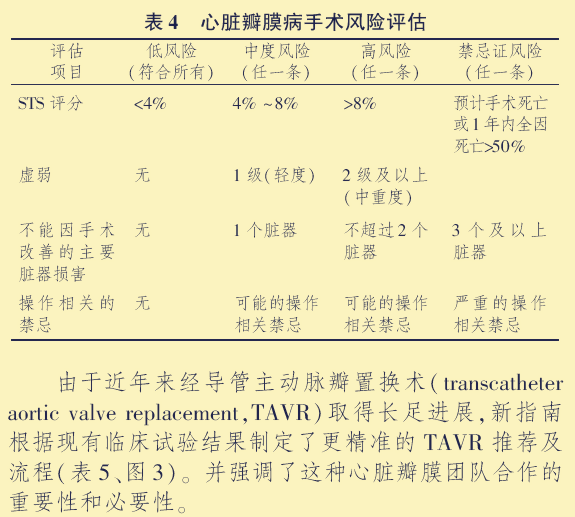 表 4 心脏瓣膜病手术风险评估
评估 低风险 中度风险 高风险 禁忌证风险
项目 (符合所有) (任一条) (任一条) (任一条)
STS 评分 <4% 4% ~8% >8% 预计手术死亡
或 1 年内全因
死亡>50%
虚弱 无 1 级(轻度) 2 级及以上
(中重度)
不能因手术 无 1 个脏器 不超过 2 个 3 个及以上
改善的主要 脏器 脏器
脏器损害
操作相关的 无 可能的操作 可能的操作 严重的操作
禁忌 相关禁忌 相关禁忌 相关禁忌
由于近年来经导管主动脉瓣置换术(transcatheter
aortic valve replacement,TAVR)取得长足进展,新指南
根据现有临床试验结果制定了更精准的 TAVR 推荐及
流程(表 5、图 3)。并强调了这种心脏瓣膜团队合作的
重要性和必要性。